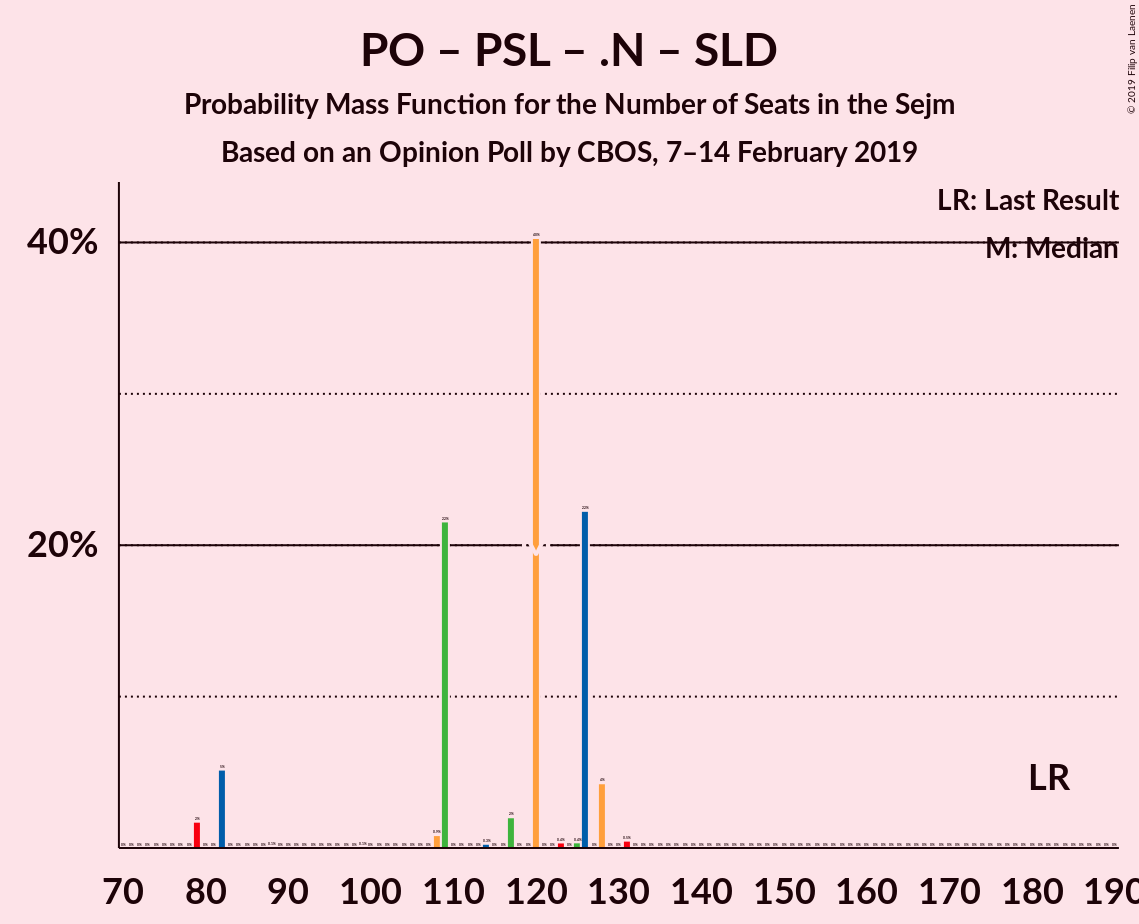 PO – PSL – .N – SLD
Probability Mass Function for the Number of Seats in the Sejm
Based on an Opinion Poll by CBOS, 7–14 February 2019
© 2019 Filip van Laenen
LR: Last Result
M: Median
40%
20%
LR
70 80 90 100 110 120 130 140 150 160 170 180 190